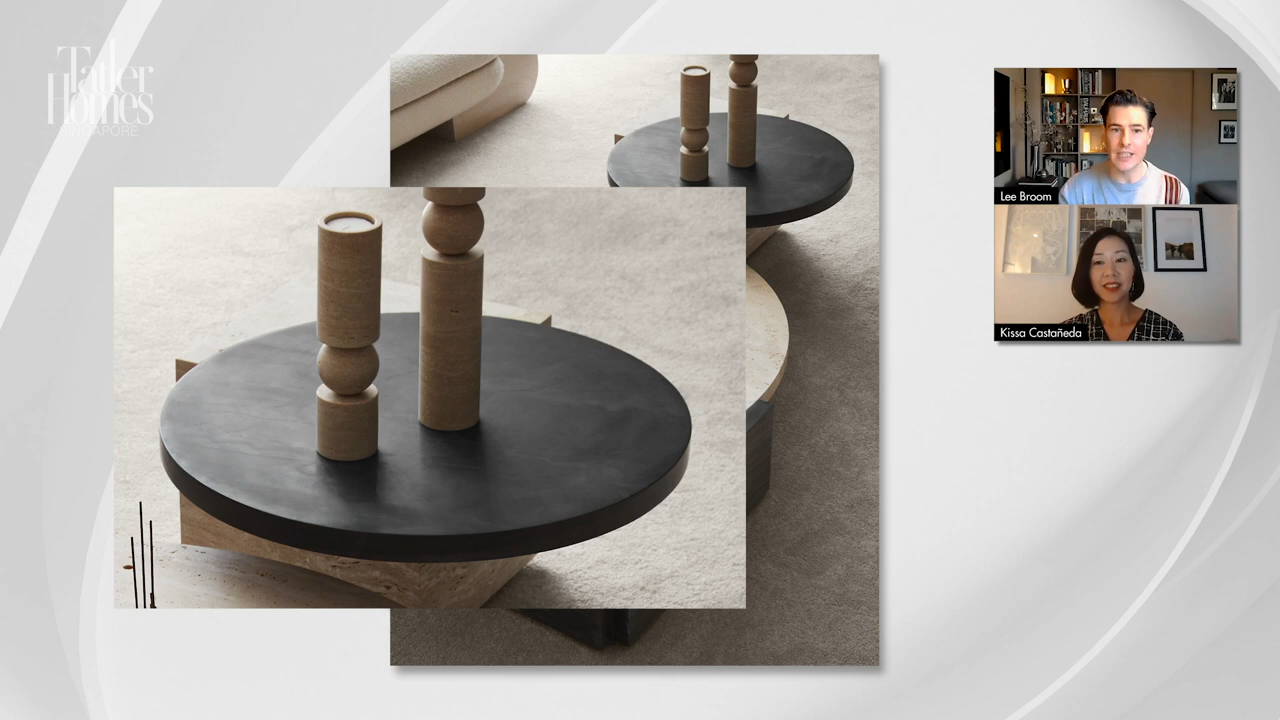 Tatler
Homes
SINGAPORE
Lee Broom
Kissa Castañeda